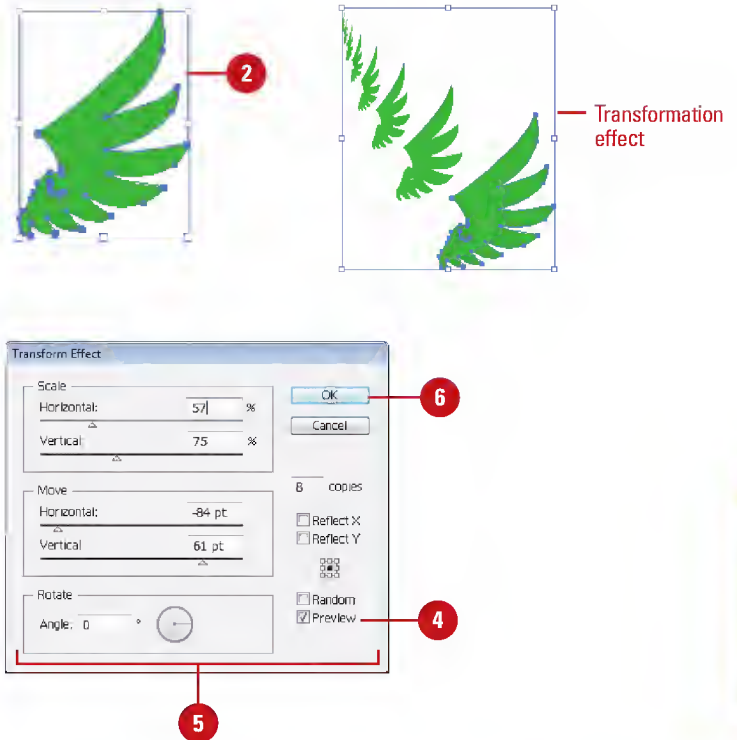 2
Transformation
effect
Transform Effect
Scale
Horizontal: 57 %
Vertical: 75 %
Move
Horizontal: -84 pt
Vertical 61 pt
Rotate
Angle: 0 °
OK
Cancel
8 copies
Reflect X
Reflect Y
Random
Preview
6
4
5